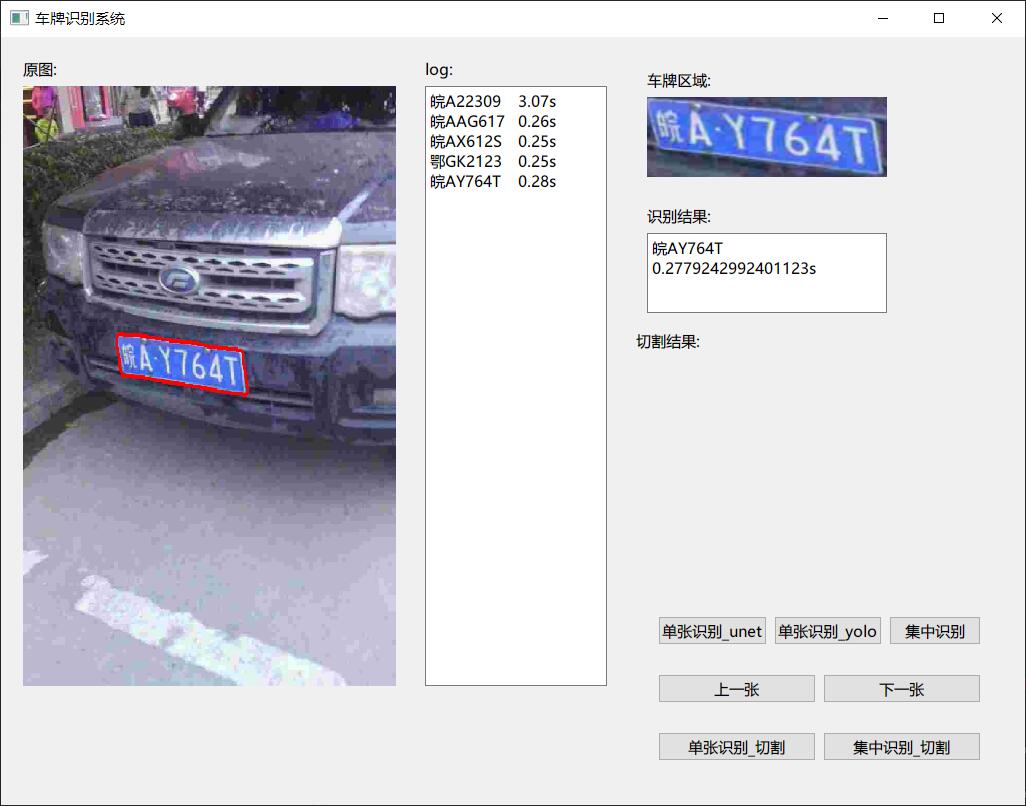 车牌识别系统
原图:
皖A·Y764T
log:
皖A22309 3.07s
皖AAG617 0.26s
皖AX612S 0.25s
鄂GK2123 0.25s
皖AY764T 0.28s
车牌区域:
皖A·Y764T
识别结果:
皖AY764T
0.2779242992401123s
切割结果:
单张识别_unet 单张识别_yolo 集中识别
上一张 下一张
单张识别_切割 集中识别_切割